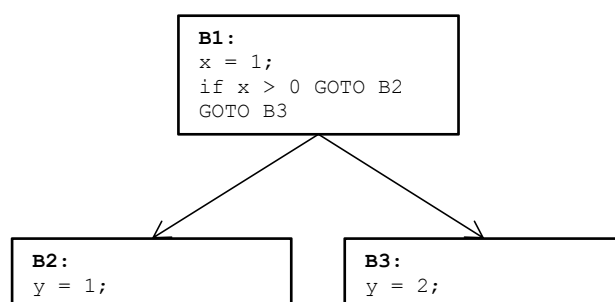 B1:
x = 1;
if x > 0 GOTO B2
GOTO B3
B2:
y = 1;
B3:
y = 2;